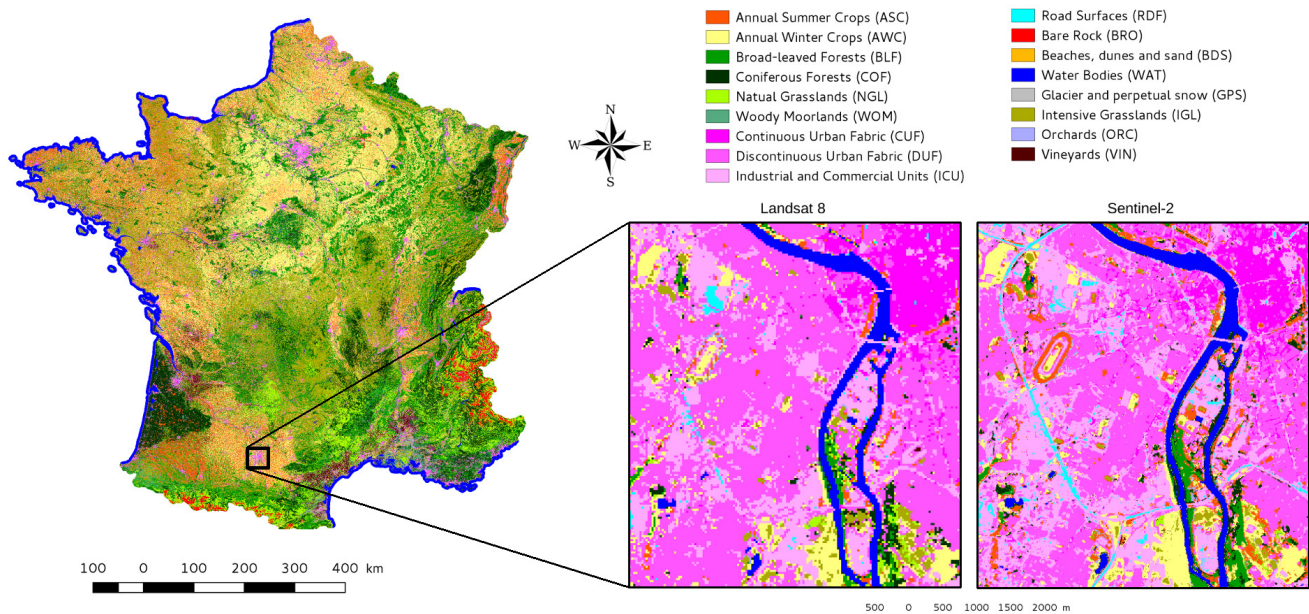 Annual Summer Crops (ASC)
Annual Winter Crops (AWC)
Broad-leaved Forests (BLF)
Coniferous Forests (COF)
Natural Grasslands (NGL)
Woody Moorlands (WOM)
Continuous Urban Fabric (CUF)
Discontinuous Urban Fabric (DUF)
Industrial and Commercial Units (ICU)
Road Surfaces (RDF)
Bare Rock (BRO)
Beaches, dunes and sand (BDS)
Water Bodies (WAT)
Glacier and perpetual snow (GPS)
Intensive Grasslands (IGL)
Orchards (ORC)
Vineyards (VIN)
N
W E
S
Landsat 8 Sentinel-2
100 0 100 200 300 400 km
500 0 500 1000 1500 2000 m